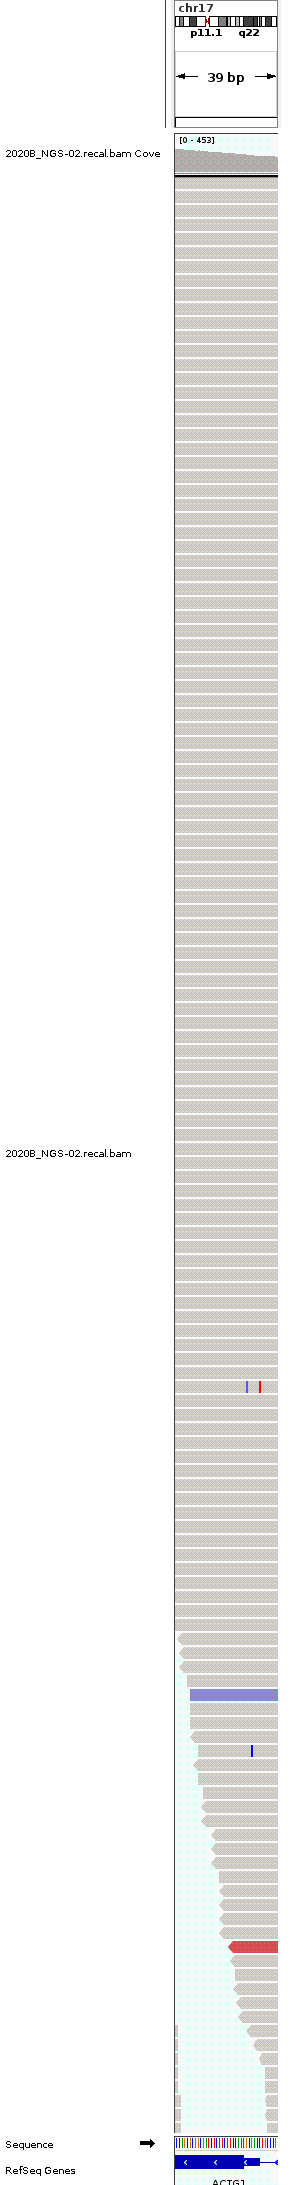 chr17
p11.1 q22
39 bp
[0 - 453]
2020B_NGS-02.recal.bam Cove
2020B_NGS-02.recal.bam
Sequence
RefSeq Genes
ACTG1